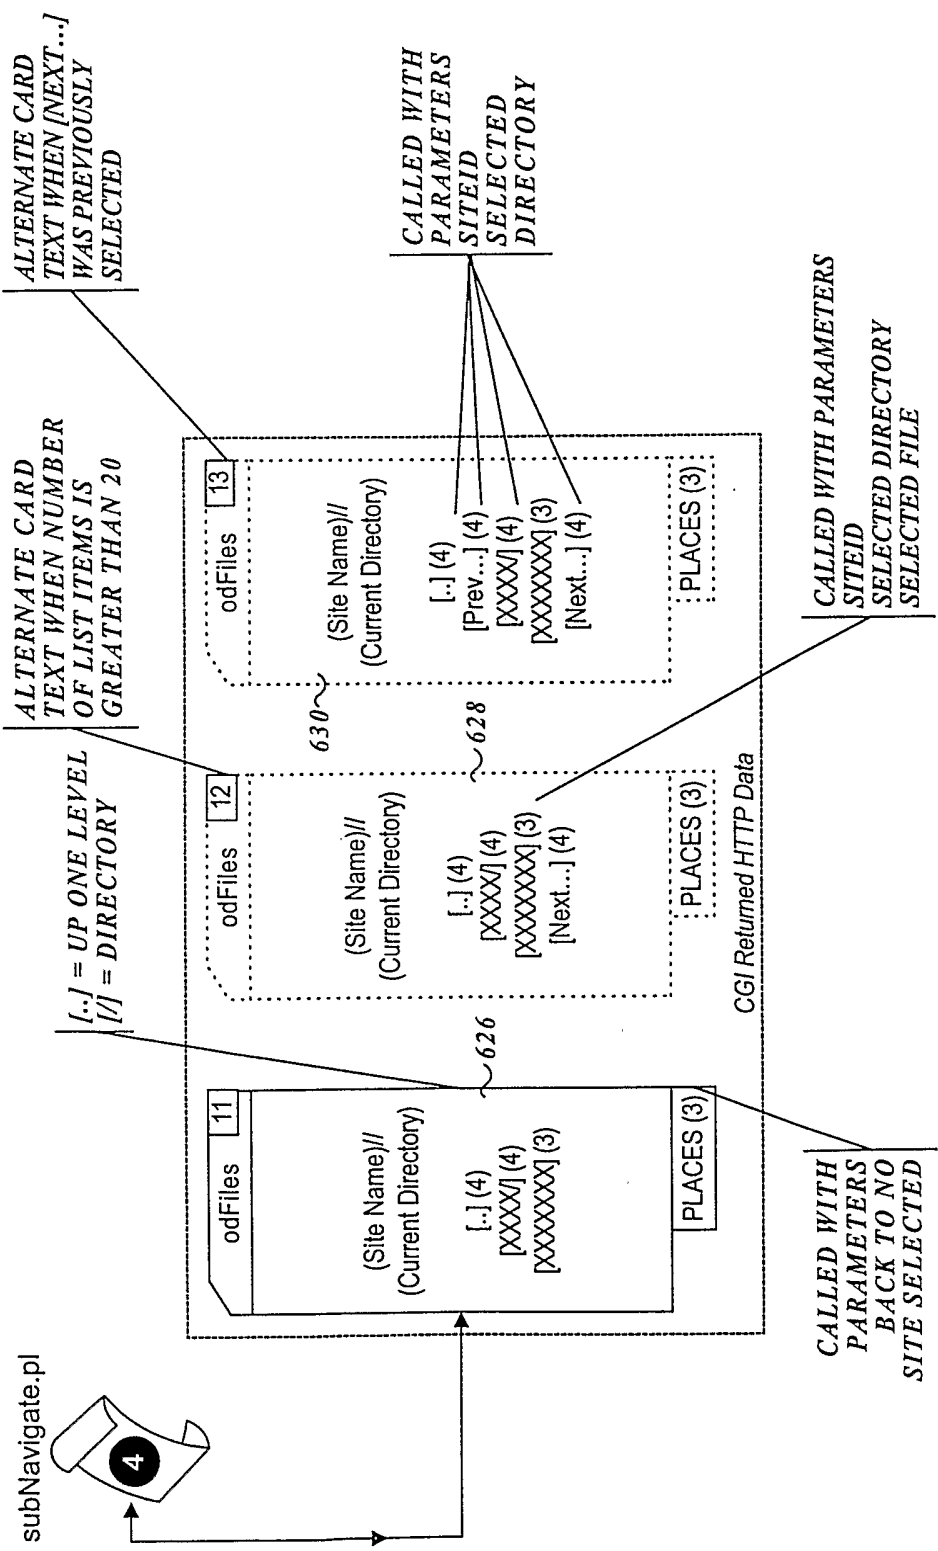 subNavigate.pl
4
[..] = UP ONE LEVEL
[/] = DIRECTORY
ALTERNATE CARD
TEXT WHEN NUMBER
OF LIST ITEMS IS
GREATER THAN 20
ALTERNATE CARD
TEXT WHEN [NEXT...]
WAS PREVIOUSLY
SELECTED
odFiles
11
(Site Name)//
(Current Directory)
[..] (4)
[XXXX/] (4)
[XXXXXXX] (3)
PLACES (3)
626
odFiles
12
(Site Name)//
(Current Directory)
[..] (4)
[XXXX/] (4)
[XXXXXXX] (3)
[Next...] (4)
PLACES (3)
628
odFiles
13
(Site Name)//
(Current Directory)
[..] (4)
[Prev...] (4)
[XXXX/] (4)
[XXXXXXX] (3)
[Next...] (4)
PLACES (3)
630
CGI Returned HTTP Data
CALLED WITH
PARAMETERS
SITEID
SELECTED
DIRECTORY
CALLED WITH
PARAMETERS
BACK TO NO
SITE SELECTED
CALLED WITH PARAMETERS
SITEID
SELECTED DIRECTORY
SELECTED FILE